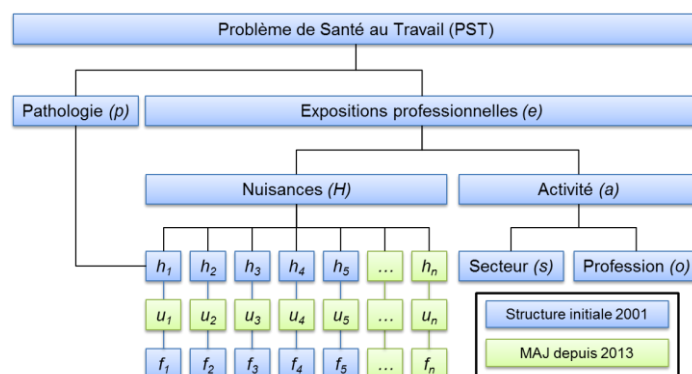 Problème de Santé au Travail (PST)
Pathologie (p)
Expositions professionnelles (e)
Nuisances (H)
Activité (a)
h1 h2 h3 h4 h5 ... hn
Secteur (s)
Profession (o)
u1 u2 u3 u4 u5 ... un
f1 f2 f3 f4 f5 ... fn
Structure initiale 2001
MAJ depuis 2013